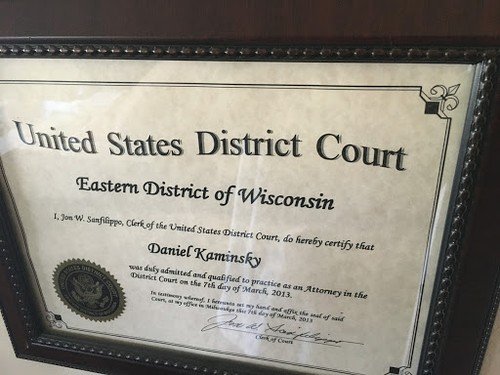 United States District Court
Eastern District of Wisconsin
I, Jon W. Sanfilippo, Clerk of the United States District Court, do hereby certify that
Daniel Kaminsky
was duly admitted and qualified to practice as an Attorney in the
District Court on the 7th day of March, 2013.
In testimony whereof, I hereunto set my hand and affix the seal of said
Court, at my office in Milwaukee this 7th day of March, 2013
Clerk of Court